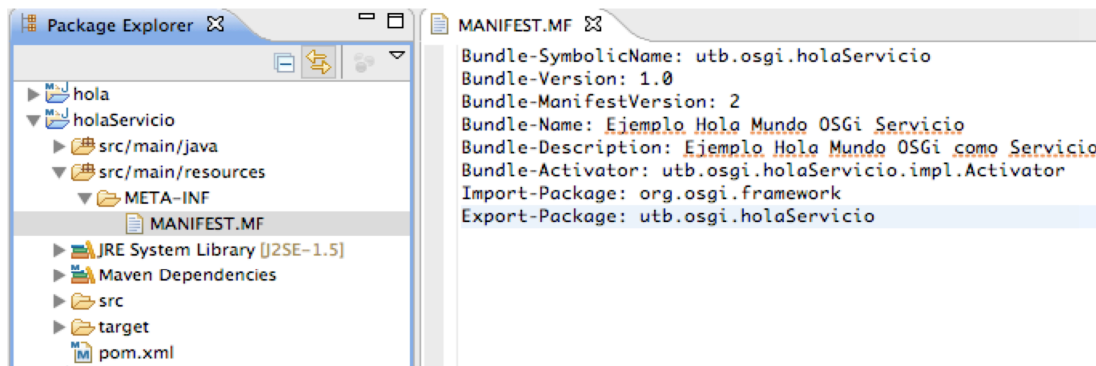 Package Explorer
hola
holaServicio
src/main/java
src/main/resources
META-INF
MANIFEST.MF
JRE System Library [J2SE-1.5]
Maven Dependencies
src
target
pom.xml
MANIFEST.MF
Bundle-SymbolicName: utb.osgi.holaServicio
Bundle-Version: 1.0
Bundle-ManifestVersion: 2
Bundle-Name: Ejemplo Hola Mundo OSGi Servicio
Bundle-Description: Ejemplo Hola Mundo OSGi como Servicio
Bundle-Activator: utb.osgi.holaServicio.impl.Activator
Import-Package: org.osgi.framework
Export-Package: utb.osgi.holaServicio